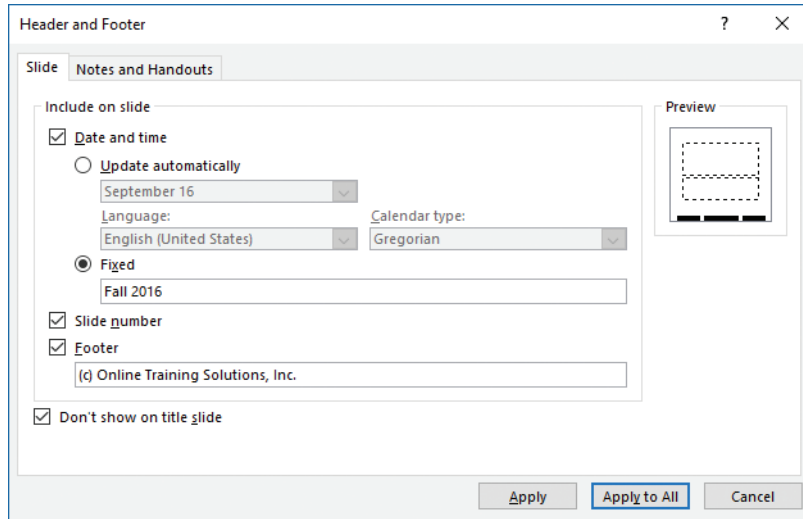 Header and Footer ?
Slide Notes and Handouts
Include on slide
Preview
Date and time
Update automatically
September 16
Language: Calendar type:
English (United States) Gregorian
Fixed
Fall 2016
Slide number
Footer
(c) Online Training Solutions, Inc.
Don't show on title slide
Apply Apply to All Cancel